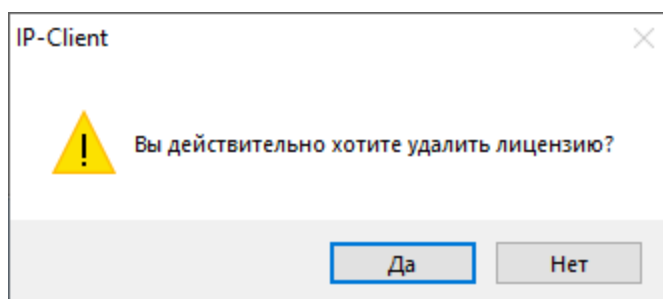 IP-Client
Вы действительно хотите удалить лицензию?
Да
Нет